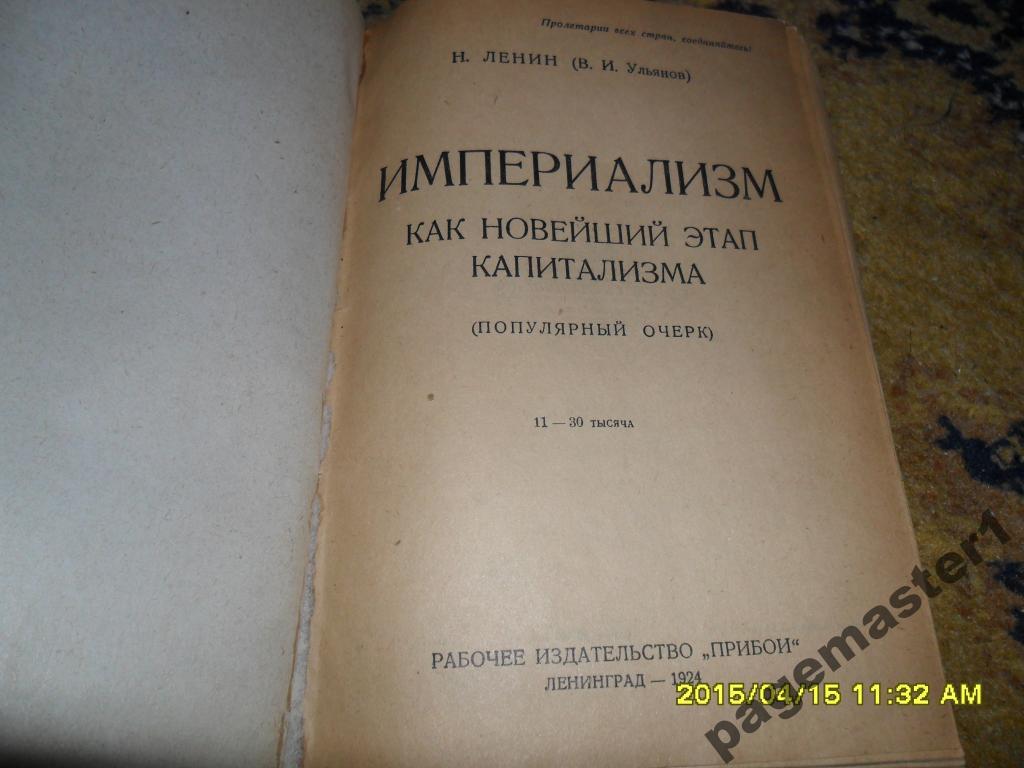 Пролетарии всех стран, соединяйтесь!
Н. ЛЕНИН (В. И. Ульянов)
ИМПЕРИАЛИЗМ
КАК НОВЕЙШИЙ ЭТАП
КАПИТАЛИЗМА
(ПОПУЛЯРНЫЙ ОЧЕРК)
11 — 30 ТЫСЯЧА
РАБОЧЕЕ ИЗДАТЕЛЬСТВО „ПРИБОЙ“
ЛЕНИНГРАД — 1924
2015/04/15 11:32 AM
pagemaster1